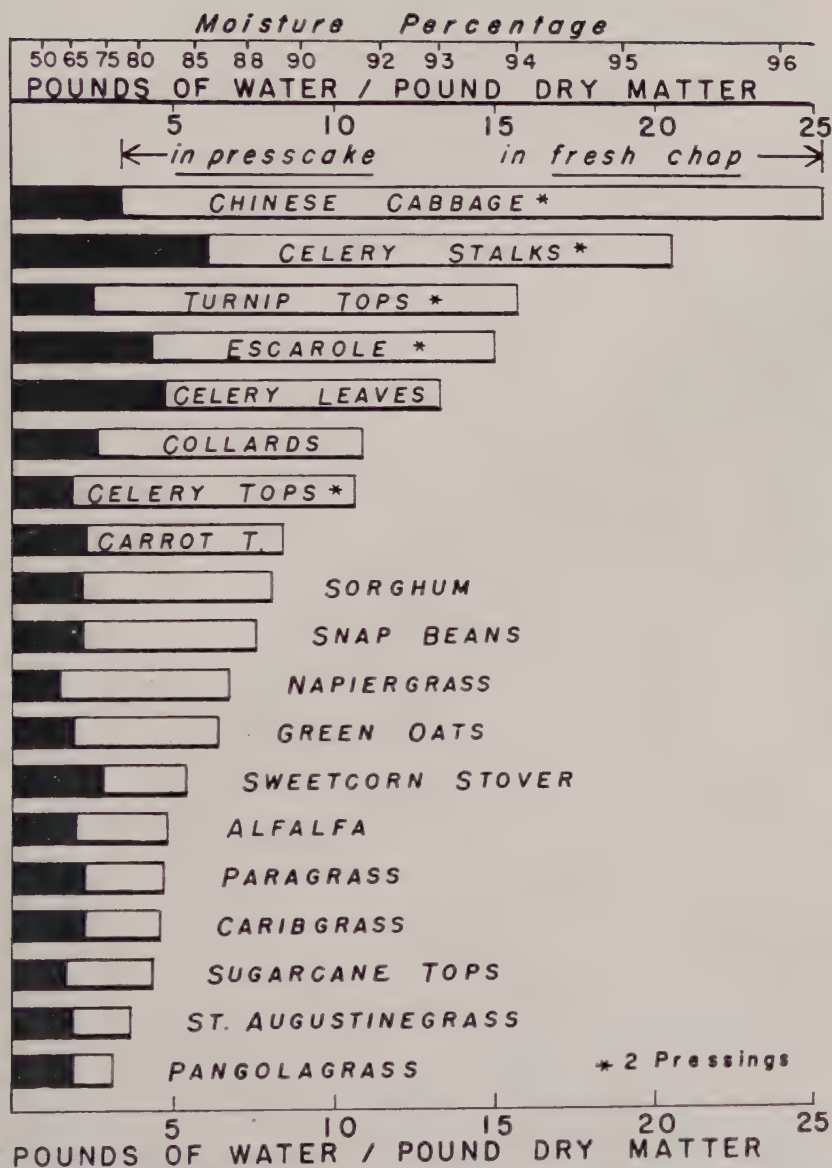 Moisture Percentage
50 65 75 80 85 88 90 92 93 94 95 96
POUNDS OF WATER / POUND DRY MATTER
5 10 15 20 25
in presscake in fresh chop
CHINESE CABBAGE *
CELERY STALKS *
TURNIP TOPS *
ESCAROLE *
CELERY LEAVES
COLLARDS
CELERY TOPS *
CARROT T.
SORGHUM
SNAP BEANS
NAPIERGRASS
GREEN OATS
SWEETCORN STOVER
ALFALFA
PARAGRASS
CARIBGRASS
SUGARCANE TOPS
ST. AUGUSTINEGRASS
PANGOLAGRASS * 2 Pressings
5 10 15 20 25
POUNDS OF WATER / POUND DRY MATTER